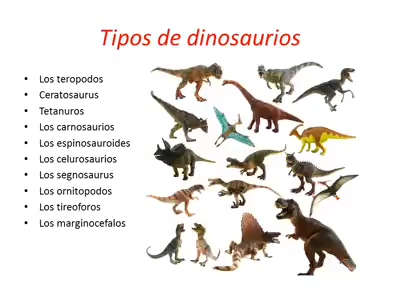 Tipos de dinosaurios
• Los teropodos
• Ceratosaurus
• Tetanuros
• Los carnosaurios
• Los espinosauroides
• Los celurosaurios
• Los segnosaurus
• Los ornitopodos
• Los tireoforos
• Los marginocefalos